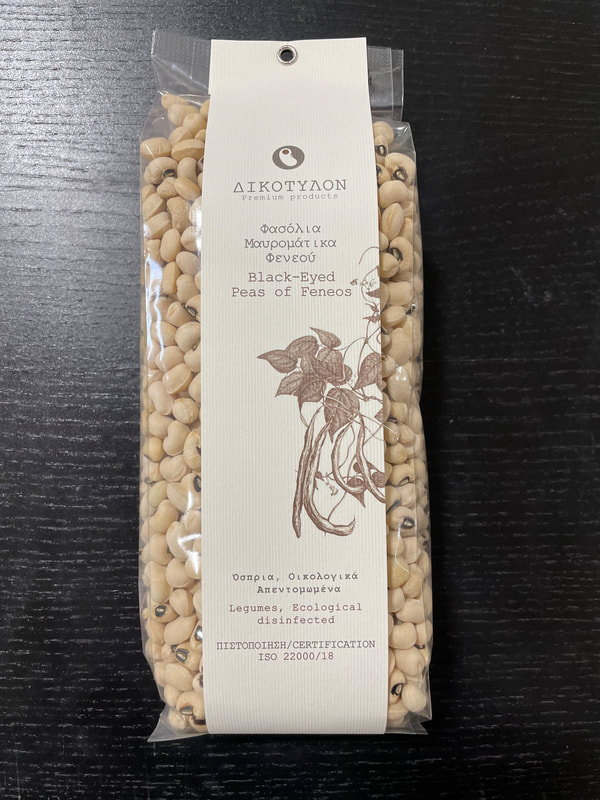 ΔΙΚΟΤΥΛΟΝ
Premium products
Φασόλια
Μαυρομάτικα
Φενεού
Black-Eyed
Peas of Feneos
Όσπρια, Οικολογικά
Απεντομωμένα
Legumes, Ecological
disinfected
ΠΙΣΤΟΠΟΙΗΣΗ/CERTIFICATION
ISO 22000/18